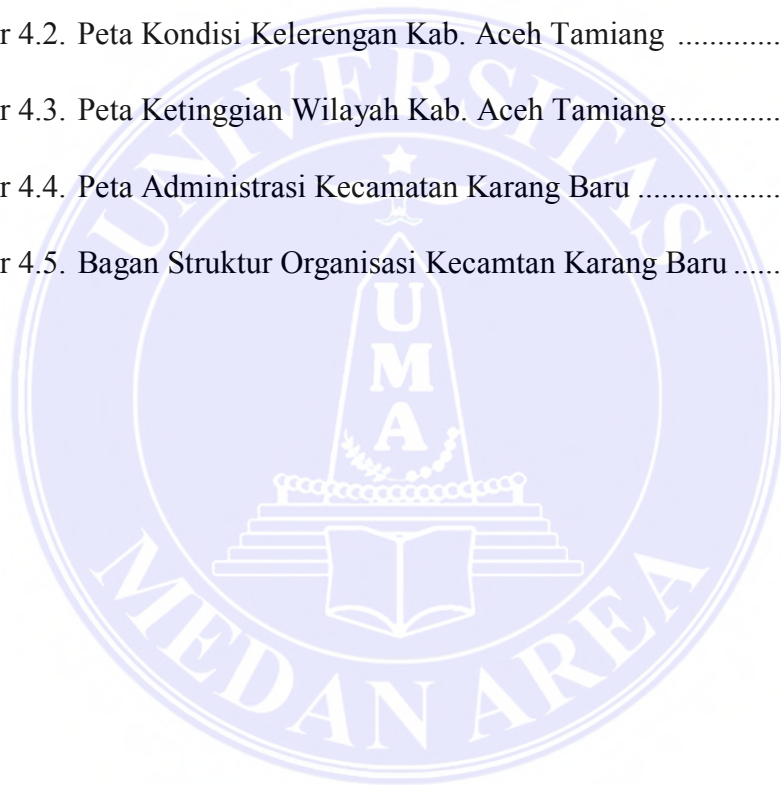 r 4.2. Peta Kondisi Kelerengan Kab. Aceh Tamiang .............
r 4.3. Peta Ketinggian Wilayah Kab. Aceh Tamiang..............
r 4.4. Peta Administrasi Kecamatan Karang Baru ..................
r 4.5. Bagan Struktur Organisasi Kecamtan Karang Baru ......
UNIVERSITAS
U
M
A
MEDAN AREA